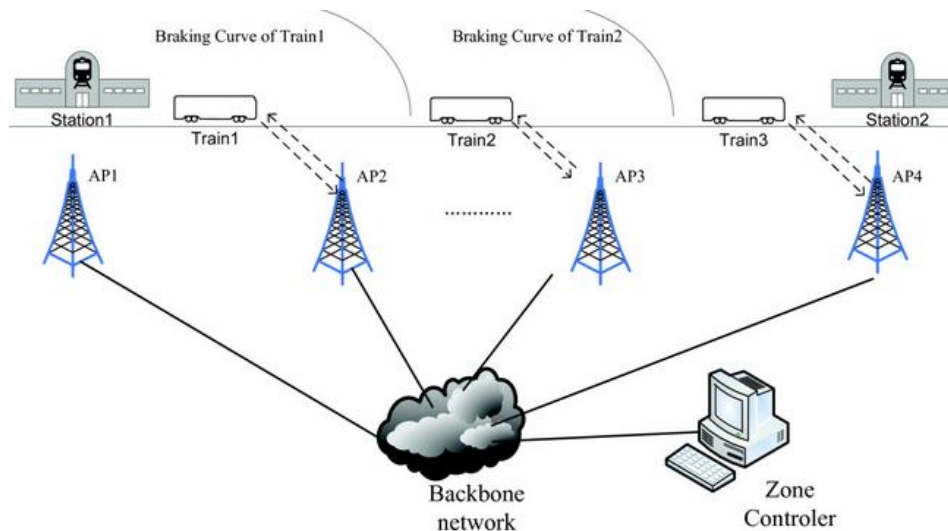 Braking Curve of Train1
Braking Curve of Train2
Station1
Train1
Train2
Train3
Station2
AP1
AP2
AP3
AP4
............
Backbone
network
Zone
Controler